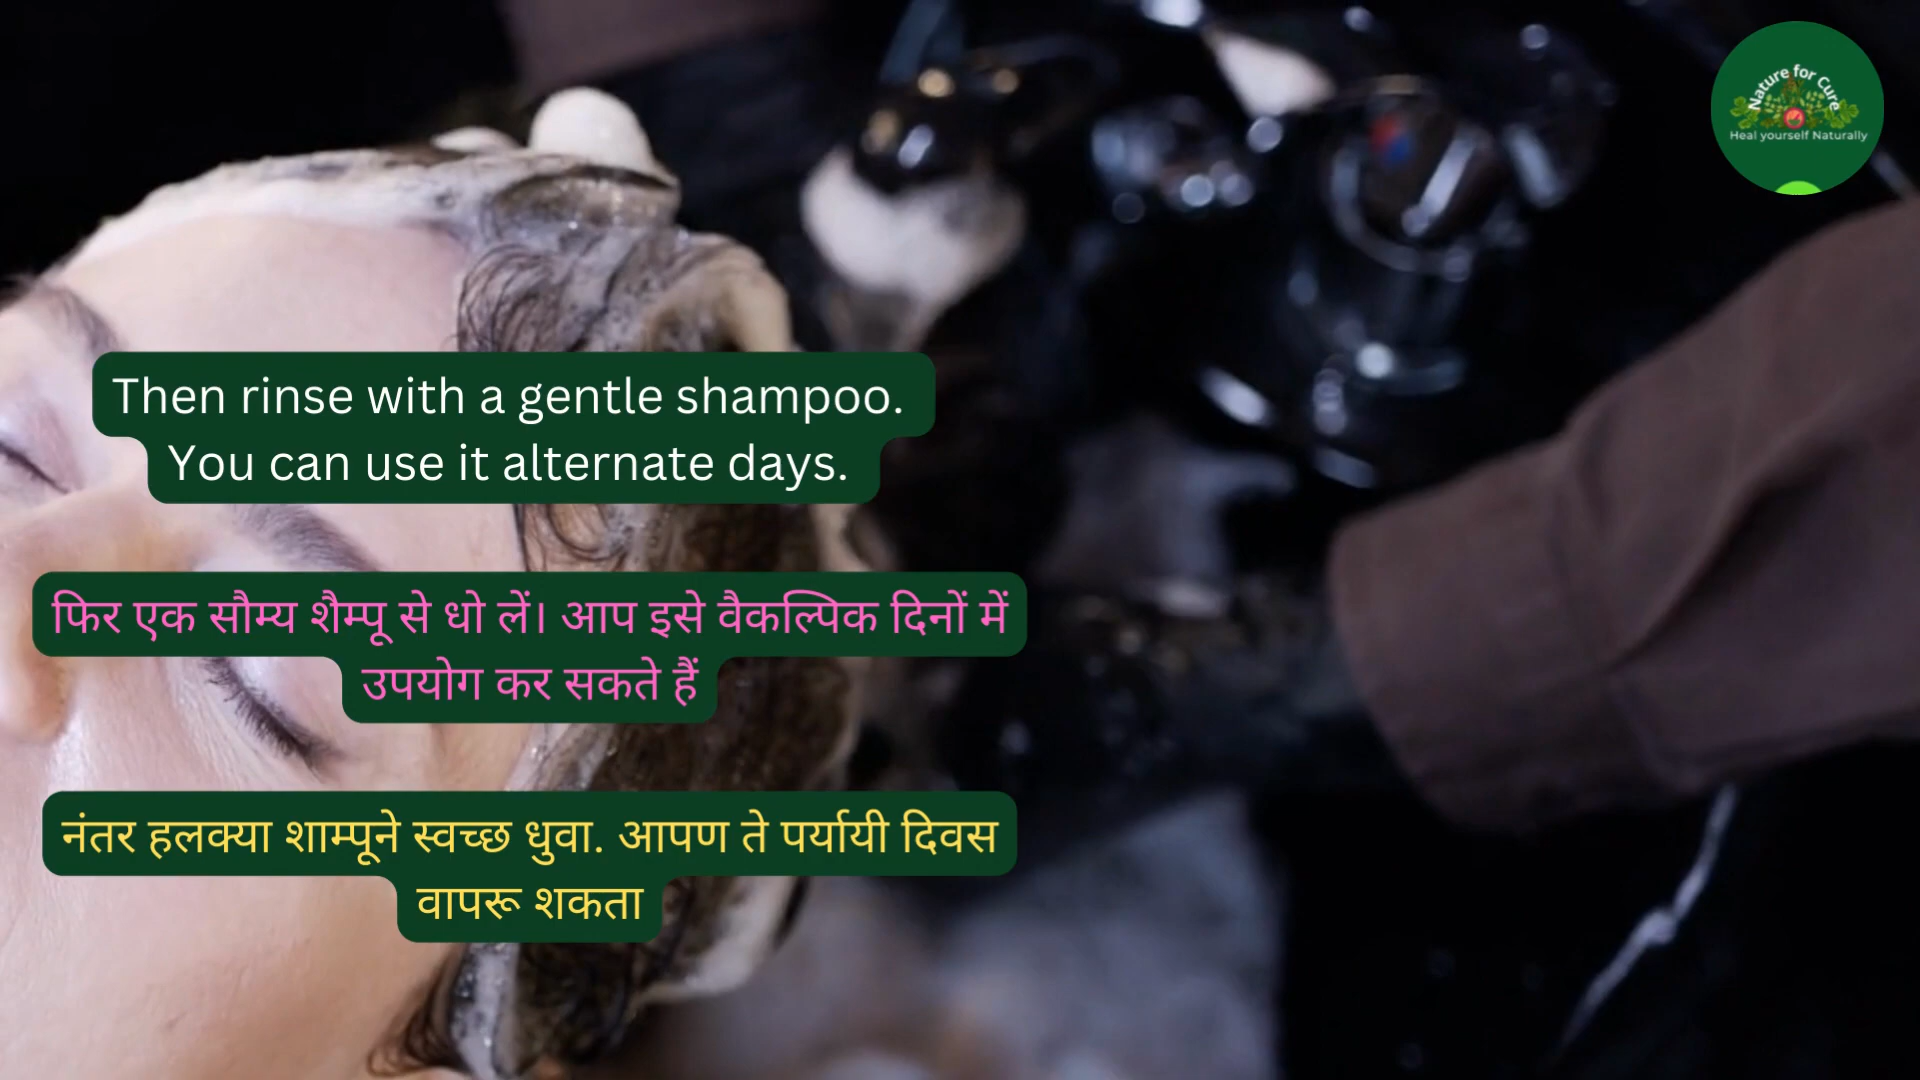 Nature for Cure
Heal yourself Naturally
Then rinse with a gentle shampoo.
You can use it alternate days.
फिर एक सौम्य शैम्पू से धो लें। आप इसे वैकल्पिक दिनों में
उपयोग कर सकते हैं
नंतर हलक्या शाम्पूने स्वच्छ धुवा. आपण ते पर्यायी दिवस
वापरू शकता